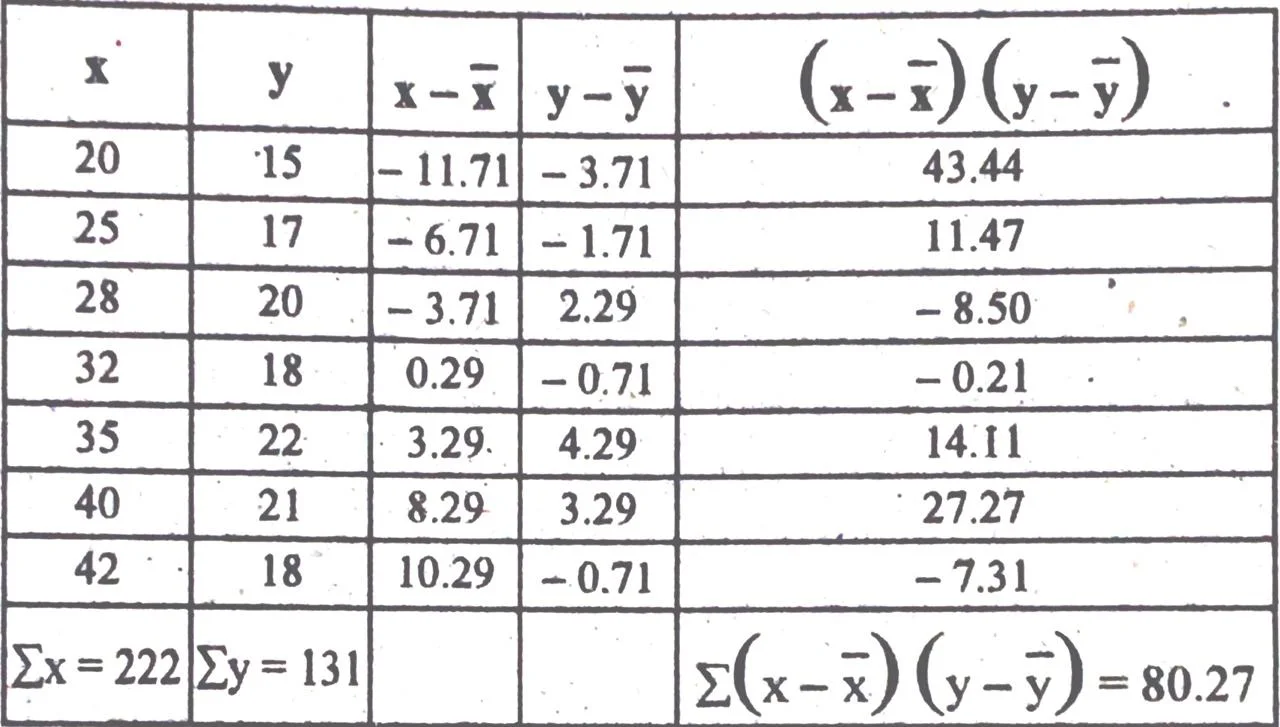 x y x – x̅ y – y̅ (x – x̅) (y – y̅)
20 15 – 11.71 – 3.71 43.44
25 17 – 6.71 – 1.71 11.47
28 20 – 3.71 2.29 – 8.50
32 18 0.29 – 0.71 – 0.21
35 22 3.29 4.29 14.11
40 21 8.29 3.29 27.27
42 18 10.29 – 0.71 – 7.31
∑x = 222 ∑y = 131 ∑(x – x̅) (y – y̅) = 80.27